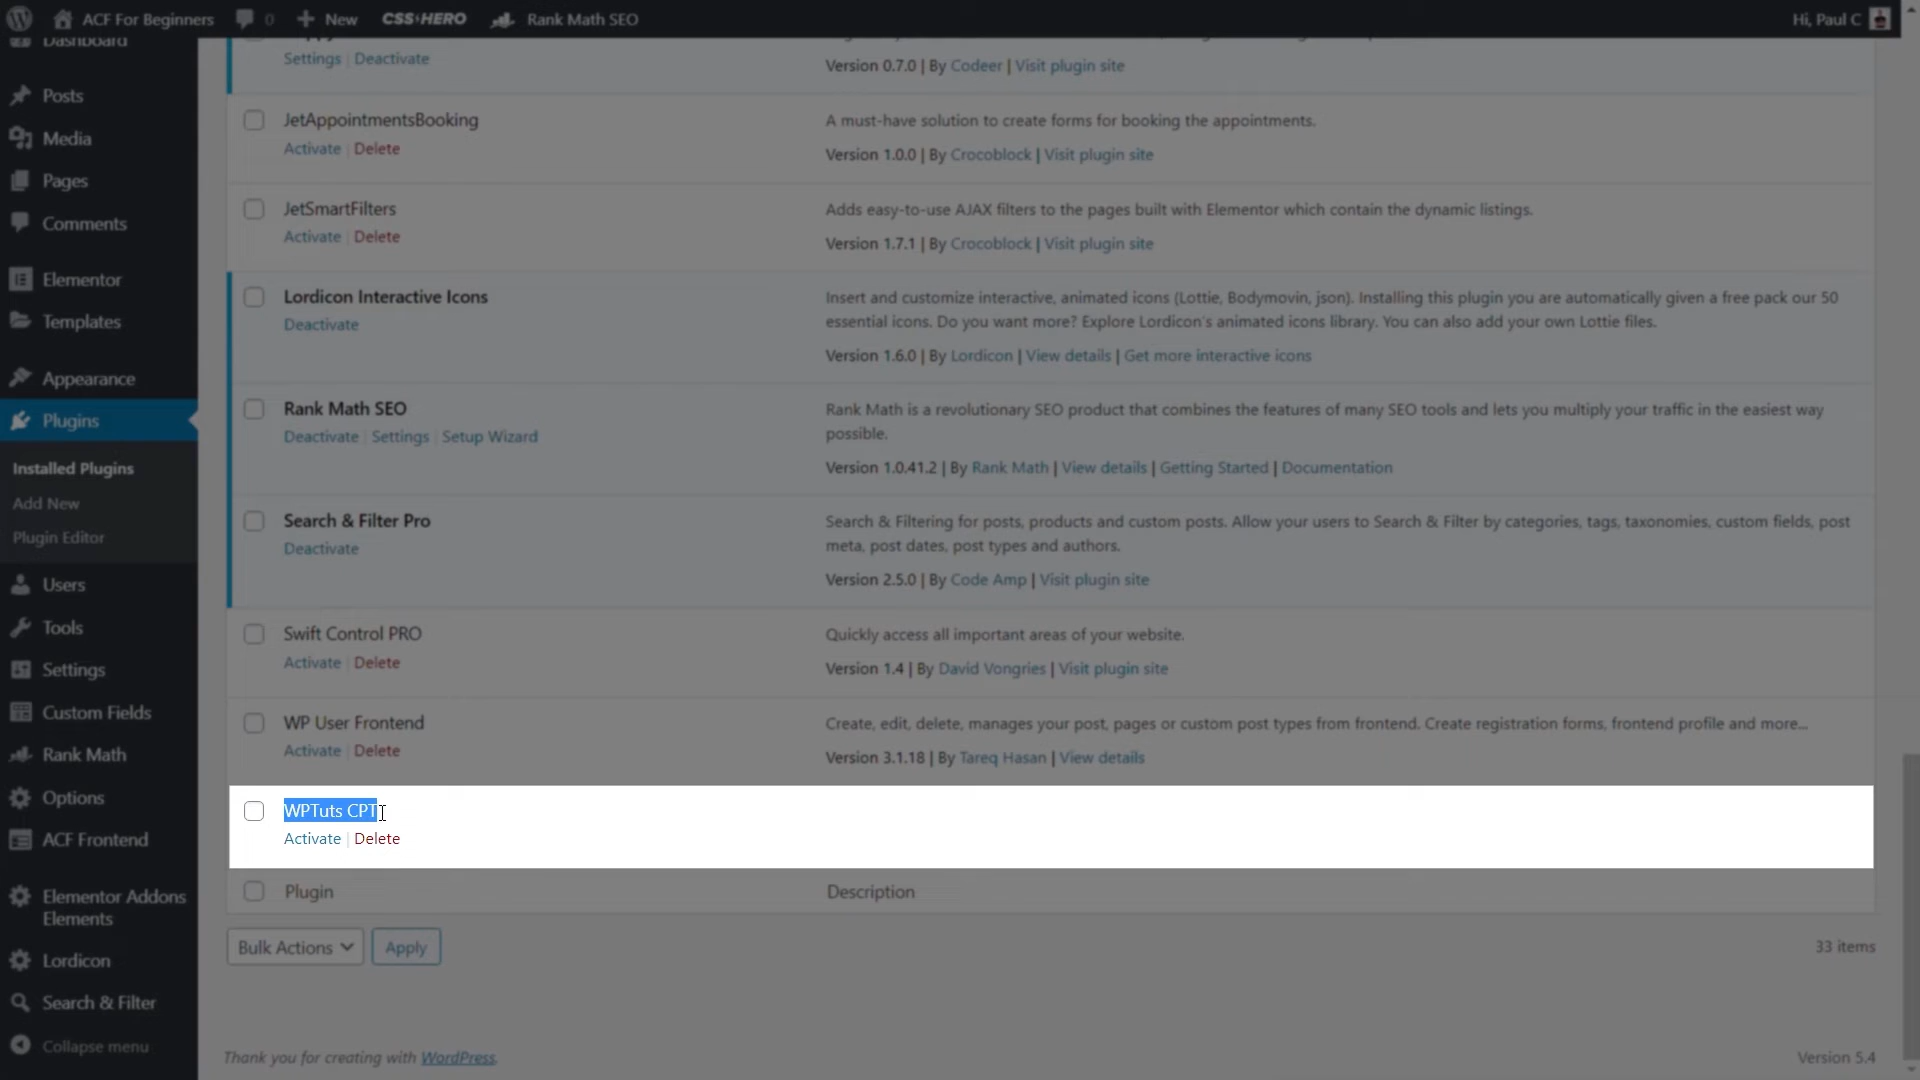 ACF For Beginners 0 New CSS HERO Rank Math SEO Hi, Paul C
Dashboard
Posts
Media
Pages
Comments
Elementor
Templates
Appearance
Plugins
Installed Plugins
Add New
Plugin Editor
Users
Tools
Settings
Custom Fields
Rank Math
Options
ACF Frontend
Elementor Addons
Elements
Lordicon
Search & Filter
Collapse menu
Settings | Deactivate
Version 0.7.0 | By Codeer | Visit plugin site
JetAppointmentsBooking
Activate | Delete
A must-have solution to create forms for booking the appointments.
Version 1.0.0 | By Crocoblock | Visit plugin site
JetSmartFilters
Activate | Delete
Adds easy-to-use AJAX filters to the pages built with Elementor which contain the dynamic listings.
Version 1.7.1 | By Crocoblock | Visit plugin site
Lordicon Interactive Icons
Deactivate
Insert and customize interactive, animated icons (Lottie, Bodymovin, json). Installing this plugin you are automatically given a free pack our 50
essential icons. Do you want more? Explore Lordicon's animated icons library. You can also add your own Lottie files.
Version 1.6.0 | By Lordicon | View details | Get more interactive icons
Rank Math SEO
Deactivate | Settings | Setup Wizard
Rank Math is a revolutionary SEO product that combines the features of many SEO tools and lets you multiply your traffic in the easiest way
possible.
Version 1.0.41.2 | By Rank Math | View details | Getting Started | Documentation
Search & Filter Pro
Deactivate
Search & Filtering for posts, products and custom posts. Allow your users to Search & Filter by categories, tags, taxonomies, custom fields, post
meta, post dates, post types and authors.
Version 2.5.0 | By Code Amp | Visit plugin site
Swift Control PRO
Activate | Delete
Quickly access all important areas of your website.
Version 1.4 | By David Vongries | Visit plugin site
WP User Frontend
Activate | Delete
Create, edit, delete, manages your post, pages or custom post types from frontend. Create registration forms, frontend profile and more...
Version 3.1.18 | By Tareq Hasan | View details
WPTuts CPT
Activate | Delete
Plugin Description
Bulk Actions Apply 33 items
Thank you for creating with WordPress. Version 5.4